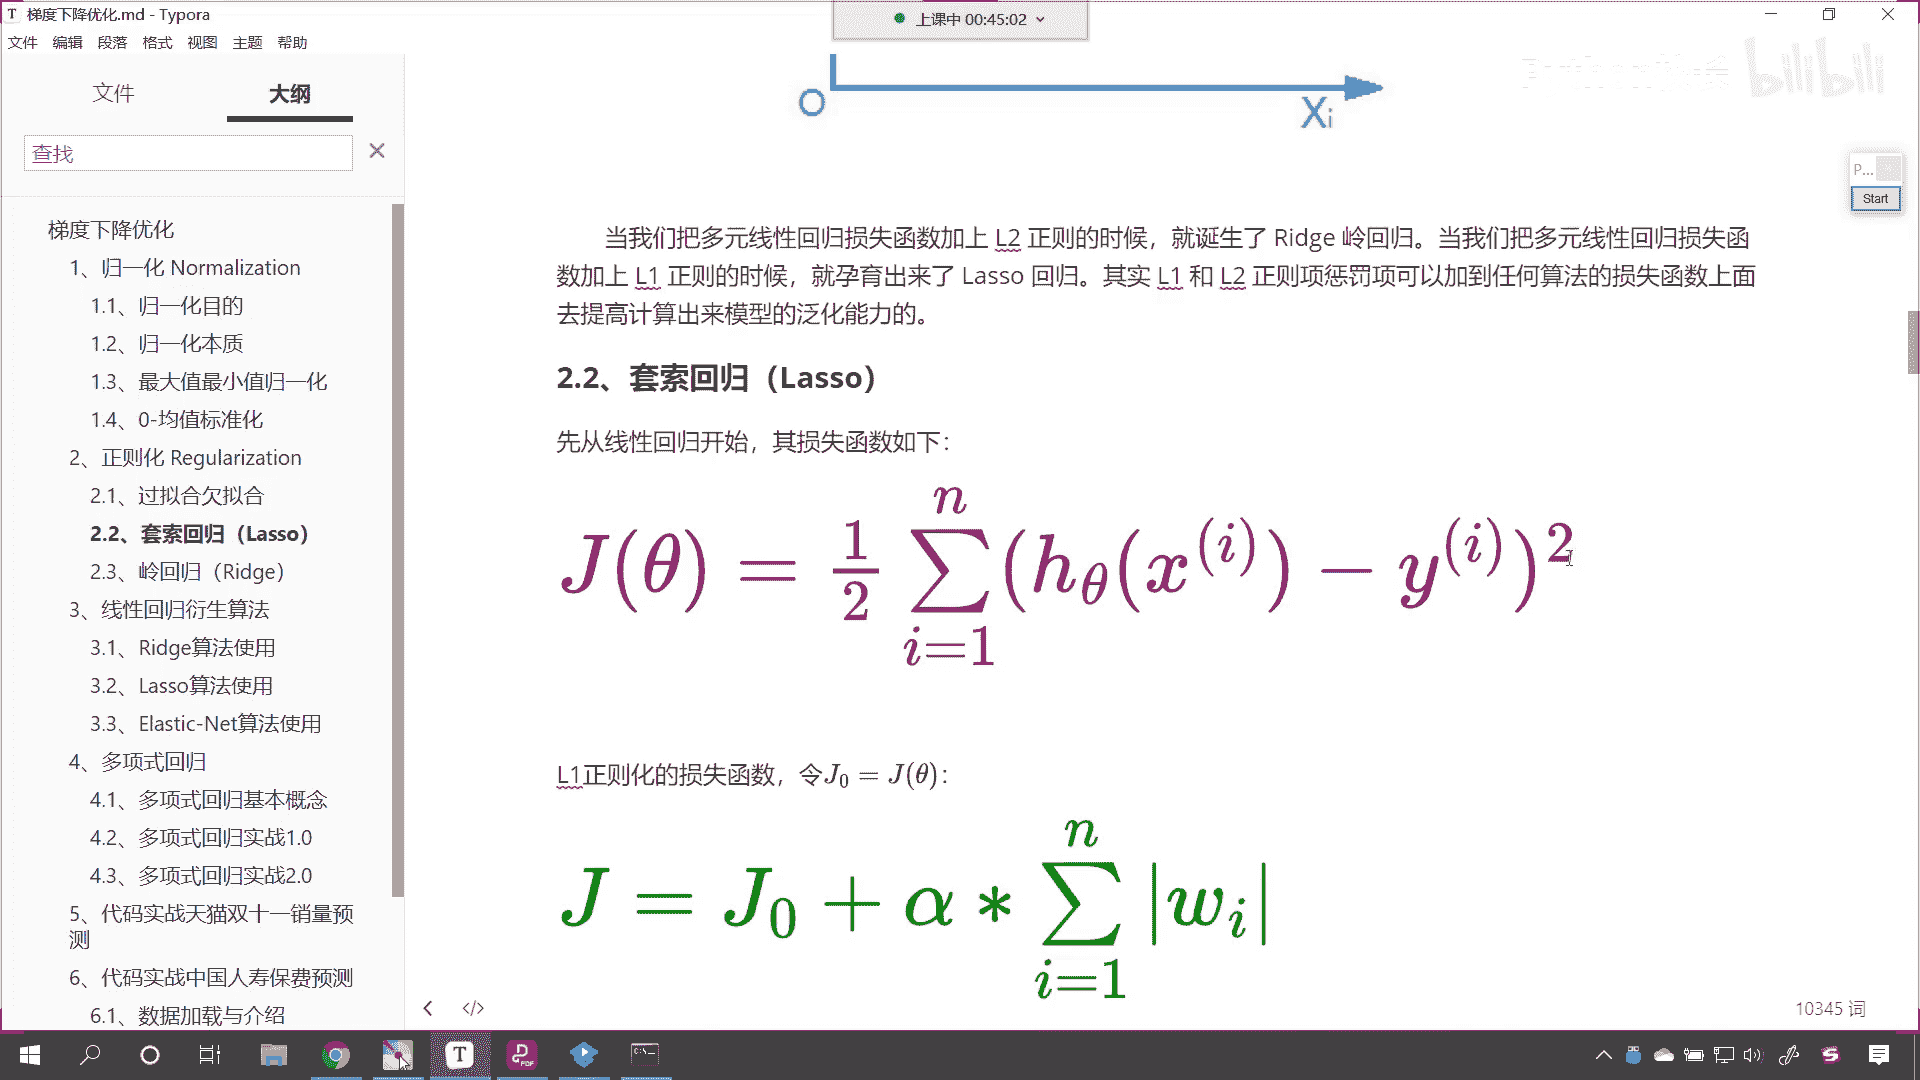 梯度下降优化.md - Typora
上课中 00:45:02
文件 编辑 段落 格式 视图 主题 帮助
文件 大纲
查找
梯度下降优化
1、归一化 Normalization
1.1、归一化目的
1.2、归一化本质
1.3、最大值最小值归一化
1.4、0-均值标准化
2、正则化 Regularization
2.1、过拟合欠拟合
2.2、套索回归（Lasso）
2.3、岭回归（Ridge）
3、线性回归衍生算法
3.1、Ridge算法使用
3.2、Lasso算法使用
3.3、Elastic-Net算法使用
4、多项式回归
4.1、多项式回归基本概念
4.2、多项式回归实战1.0
4.3、多项式回归实战2.0
5、代码实战天猫双十一销量预
测
6、代码实战中国人寿保费预测
6.1、数据加载与介绍
O Xi
bilibili
P...
Start
当我们把多元线性回归损失函数加上 L2 正则的时候，就诞生了 Ridge 岭回归。当我们把多元线性回归损失函
数加上 L1 正则的时候，就孕育出来了 Lasso 回归。其实 L1 和 L2 正则项惩罚项可以加到任何算法的损失函数上面
去提高计算出来模型的泛化能力的。
2.2、套索回归（Lasso）
先从线性回归开始，其损失函数如下：
J(θ) = 1/2 ∑_{i=1}^{n} (h_θ(x^{(i)}) − y^{(i)})^2
L1正则化的损失函数，令J_0 = J(θ)：
J = J_0 + α * ∑_{i=1}^{n} |w_i|
</> 10345 词